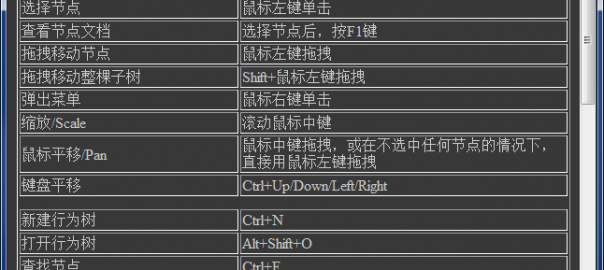 选择节点 鼠标左键单击
查看节点文档 选择节点后，按F1键
拖拽移动节点 鼠标左键拖拽
拖拽移动整棵子树 Shift+鼠标左键拖拽
弹出菜单 鼠标右键单击
缩放/Scale 滚动鼠标中键
鼠标平移/Pan 鼠标中键拖拽，或在不选中任何节点的情况下，
直接用鼠标左键拖拽
键盘平移 Ctrl+Up/Down/Left/Right
新建行为树 Ctrl+N
打开行为树 Alt+Shift+O
查找节点 Ctrl+F